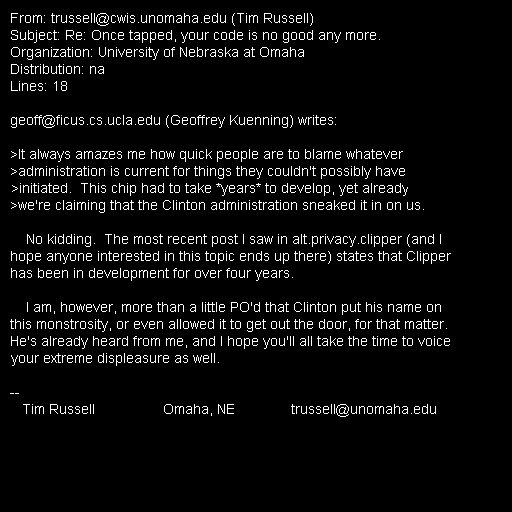 From: trussell@cwis.unomaha.edu (Tim Russell)
Subject: Re: Once tapped, your code is no good any more.
Organization: University of Nebraska at Omaha
Distribution: na
Lines: 18

geoff@ficus.cs.ucla.edu (Geoffrey Kuenning) writes:

>It always amazes me how quick people are to blame whatever
>administration is current for things they couldn't possibly have
>initiated.  This chip had to take *years* to develop, yet already
>we're claiming that the Clinton administration sneaked it in on us.

    No kidding.  The most recent post I saw in alt.privacy.clipper (and I
hope anyone interested in this topic ends up there) states that Clipper
has been in development for over four years.

    I am, however, more than a little PO'd that Clinton put his name on
this monstrosity, or even allowed it to get out the door, for that matter.
He's already heard from me, and I hope you'll all take the time to voice
your extreme displeasure as well.

--
   Tim Russell                 Omaha, NE              trussell@unomaha.edu